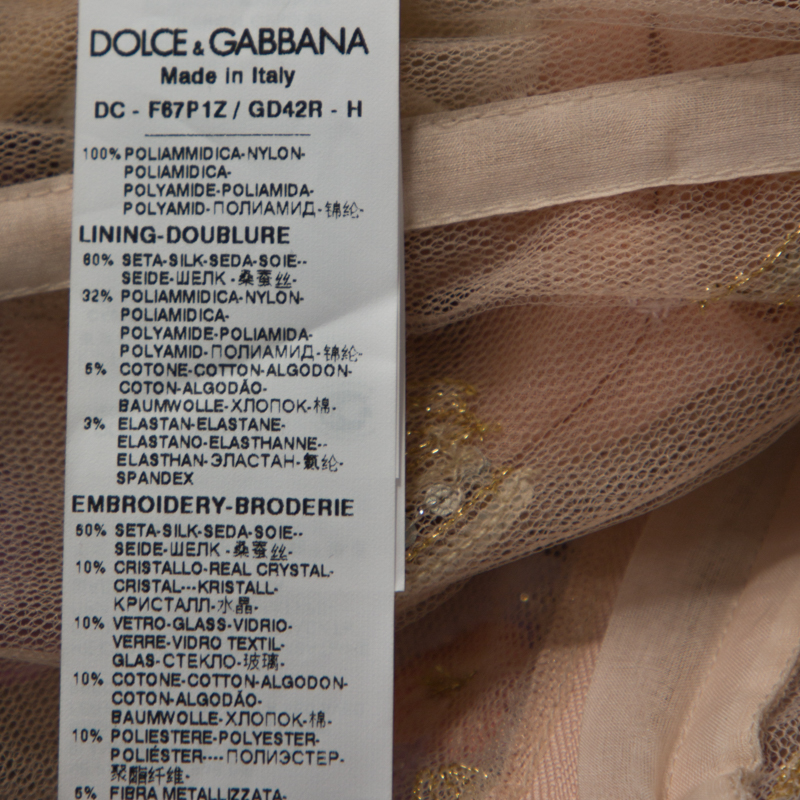 DOLCE & GABBANA
Made in Italy
DC - F67P1Z / GD42R - H
100% POLIAMMIDICA-NYLON-
POLIAMIDICA-
POLYAMIDE-POLIAMIDA-
POLYAMID-ПОЛИАМИД-锦纶-
LINING-DOUBLURE
60% SETA-SILK-SEDA-SOIE--
SEIDE-ШЕЛК -桑蚕丝-
32% POLIAMMIDICA-NYLON-
POLIAMIDICA-
POLYAMIDE-POLIAMIDA-
POLYAMID-ПОЛИАМИД-锦纶-
5% COTONE-COTTON-ALGODON-
COTON-ALGODÃO-
BAUMWOLLE-ХЛОПОК-棉-
3% ELASTAN-ELASTANE-
ELASTANO-ELASTHANNE--
ELASTHAN-ЭЛАСТАН-氨纶-
SPANDEX
EMBROIDERY-BRODERIE
50% SETA-SILK-SEDA-SOIE--
SEIDE-ШЕЛК -桑蚕丝-
10% CRISTALLO-REAL CRYSTAL-
CRISTAL---KRISTALL-
КРИСТАЛЛ-水晶-
10% VETRO-GLASS-VIDRIO-
VERRE-VIDRO TEXTIL-
GLAS-СТЕКЛО-玻璃-
10% COTONE-COTTON-ALGODON-
COTON-ALGODÃO-
BAUMWOLLE-ХЛОПОК-棉-
10% POLIESTERE-POLYESTER-
POLIÉSTER----ПОЛИЭСТЕР-
聚酯纤维-
5% FIBRA METALLIZZATA-